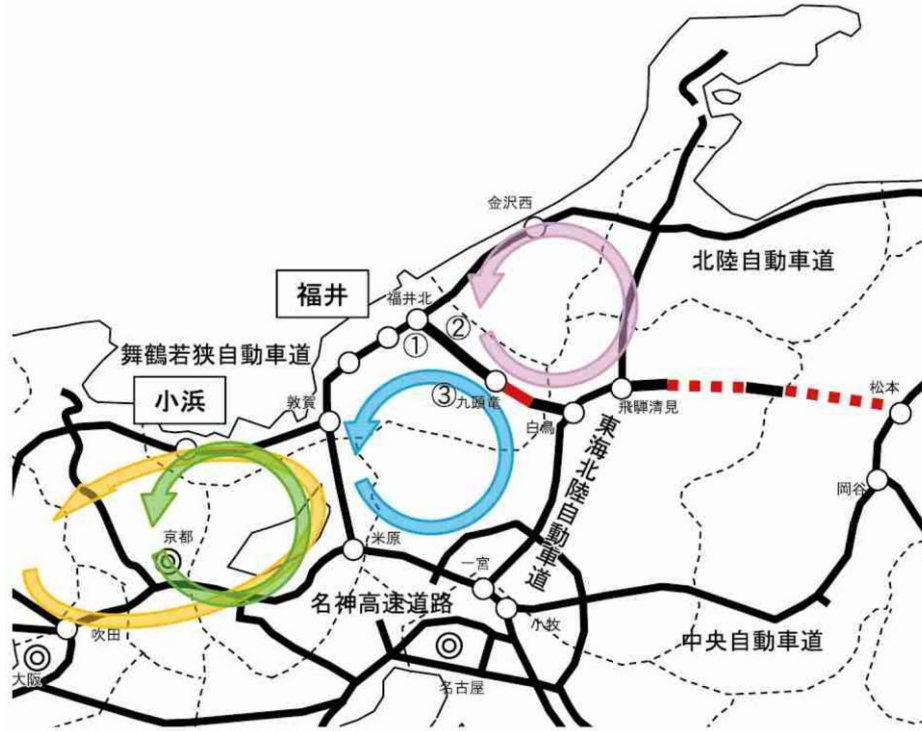 金沢西
北陸自動車道
福井
福井北
①
②
舞鶴若狭自動車道
③
九頭竜
飛騨清見
松本
小浜
敦賀
白鳥
東海北陸自動車道
岡谷
京都
米原
一宮
名神高速道路
小牧
中央自動車道
吹田
大阪
名古屋